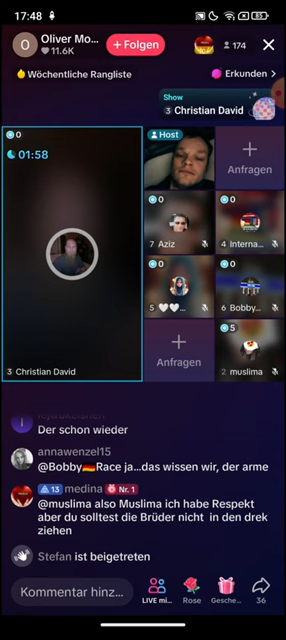 17:48
85
Oliver Mo...
11.6K
+ Folgen
174
Wöchentliche Rangliste
Erkunden >
Show
3 Christian David
0
01:58
3 Christian David
Host
Anfragen
0
7 Aziz
0
4 Interna...
0
5
0
6 Bobby...
Anfragen
5
2 muslima
Der schon wieder
annawenzel15
@Bobby🇩🇪Race ja...das wissen wir, der arme
13 medina Nr. 1
@muslima also Muslima ich habe Respekt
aber du solltest die Brüder nicht in den drek
ziehen
Stefan ist beigetreten
Kommentar hinz...
LIVE mi...
Rose
Gesche...
36